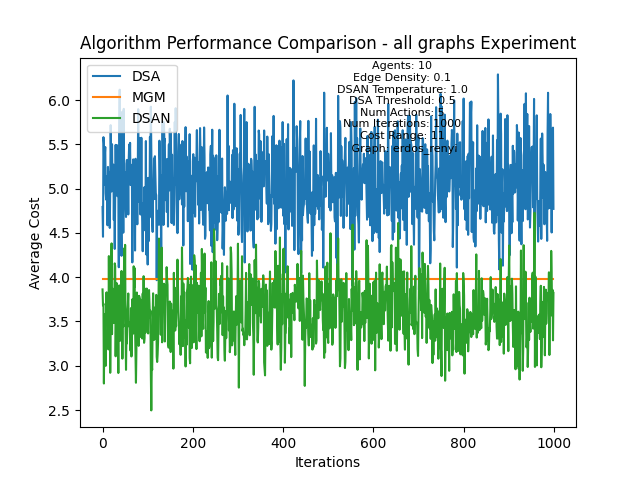 Algorithm Performance Comparison - all graphs Experiment
DSA
MGM
DSAN
Agents: 10
Edge Density: 0.1
DSAN Temperature: 1.0
DSA Threshold: 0.5
Num Actions: 5
Num Iterations: 1000
Cost Range: 11
Graph: erdos_renyi
Average Cost
6.0
5.5
5.0
4.5
4.0
3.5
3.0
2.5
0 200 400 600 800 1000
Iterations